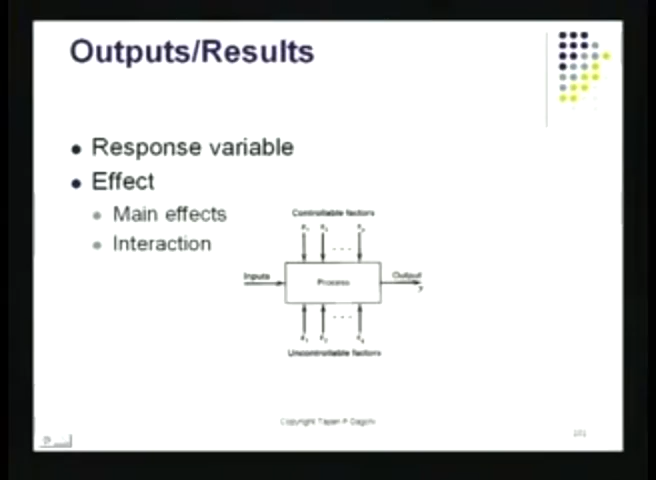 Outputs/Results
Response variable
Effect
Main effects
Interaction
Controllable factors
Inputs
Process
Output
y
Uncontrollable factors
Copyright Tapan P Bagchi